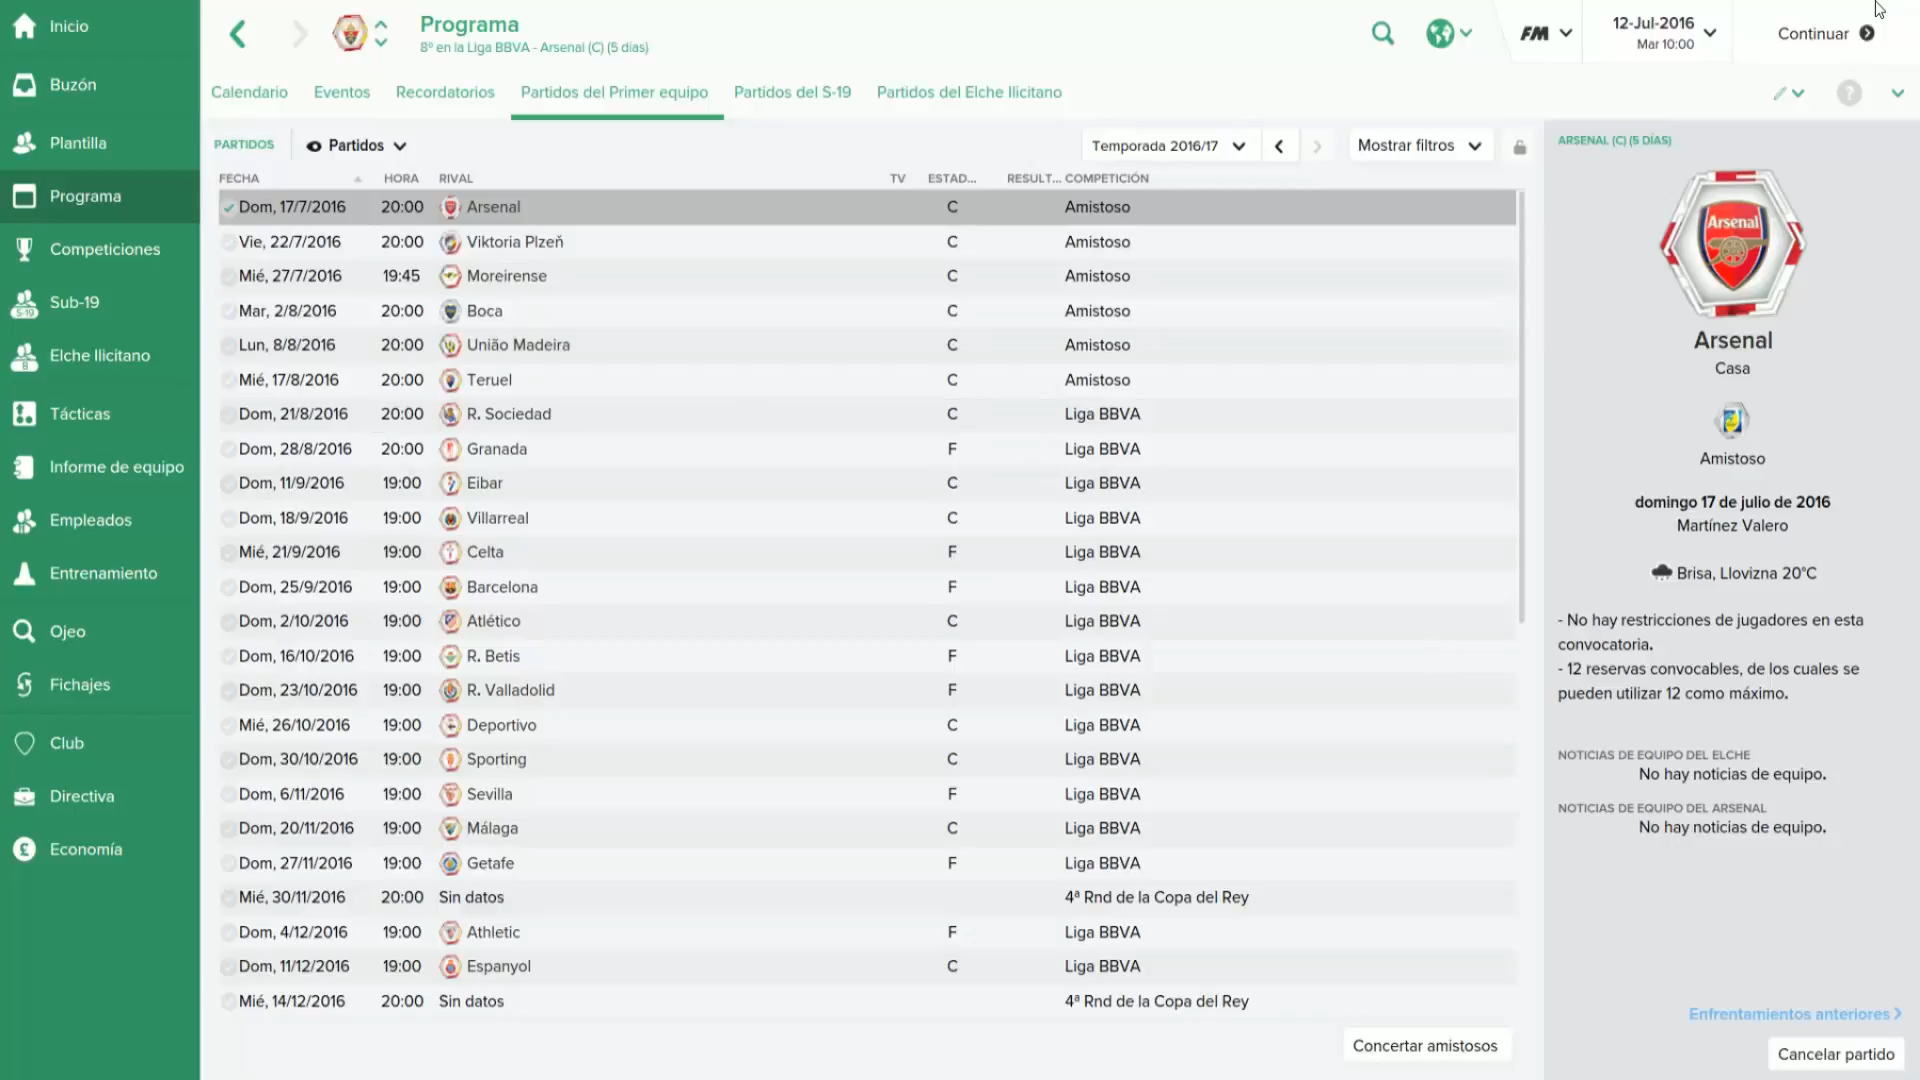 Inicio
Buzón
Plantilla
Programa
Competiciones
Sub-19
Elche Ilicitano
Tácticas
Informe de equipo
Empleados
Entrenamiento
Ojeo
Fichajes
Club
Directiva
Economía
Programa
8º en la Liga BBVA - Arsenal (C) (5 días)
FM
12-Jul-2016
Mar 10:00
Continuar
Calendario Eventos Recordatorios Partidos del Primer equipo Partidos del S-19 Partidos del Elche Ilicitano
PARTIDOS Partidos Temporada 2016/17 Mostrar filtros
FECHA HORA RIVAL TV ESTAD... RESULT... COMPETICIÓN
Dom, 17/7/2016 20:00 Arsenal C Amistoso
Vie, 22/7/2016 20:00 Viktoria Plzeň C Amistoso
Mié, 27/7/2016 19:45 Moreirense C Amistoso
Mar, 2/8/2016 20:00 Boca C Amistoso
Lun, 8/8/2016 20:00 União Madeira C Amistoso
Mié, 17/8/2016 20:00 Teruel C Amistoso
Dom, 21/8/2016 20:00 R. Sociedad C Liga BBVA
Dom, 28/8/2016 20:00 Granada F Liga BBVA
Dom, 11/9/2016 19:00 Eibar C Liga BBVA
Dom, 18/9/2016 19:00 Villarreal C Liga BBVA
Mié, 21/9/2016 19:00 Celta F Liga BBVA
Dom, 25/9/2016 19:00 Barcelona F Liga BBVA
Dom, 2/10/2016 19:00 Atlético C Liga BBVA
Dom, 16/10/2016 19:00 R. Betis F Liga BBVA
Dom, 23/10/2016 19:00 R. Valladolid F Liga BBVA
Mié, 26/10/2016 19:00 Deportivo C Liga BBVA
Dom, 30/10/2016 19:00 Sporting C Liga BBVA
Dom, 6/11/2016 19:00 Sevilla F Liga BBVA
Dom, 20/11/2016 19:00 Málaga C Liga BBVA
Dom, 27/11/2016 19:00 Getafe F Liga BBVA
Mié, 30/11/2016 20:00 Sin datos 4ª Rnd de la Copa del Rey
Dom, 4/12/2016 19:00 Athletic F Liga BBVA
Dom, 11/12/2016 19:00 Espanyol C Liga BBVA
Mié, 14/12/2016 20:00 Sin datos 4ª Rnd de la Copa del Rey
Concertar amistosos
ARSENAL (C) (5 DÍAS)
Arsenal
Arsenal
Casa
Amistoso
domingo 17 de julio de 2016
Martínez Valero
Brisa, Llovizna 20°C
- No hay restricciones de jugadores en esta
convocatoria.
- 12 reservas convocables, de los cuales se
pueden utilizar 12 como máximo.
NOTICIAS DE EQUIPO DEL ELCHE
No hay noticias de equipo.
NOTICIAS DE EQUIPO DEL ARSENAL
No hay noticias de equipo.
Enfrentamientos anteriores
Cancelar partido